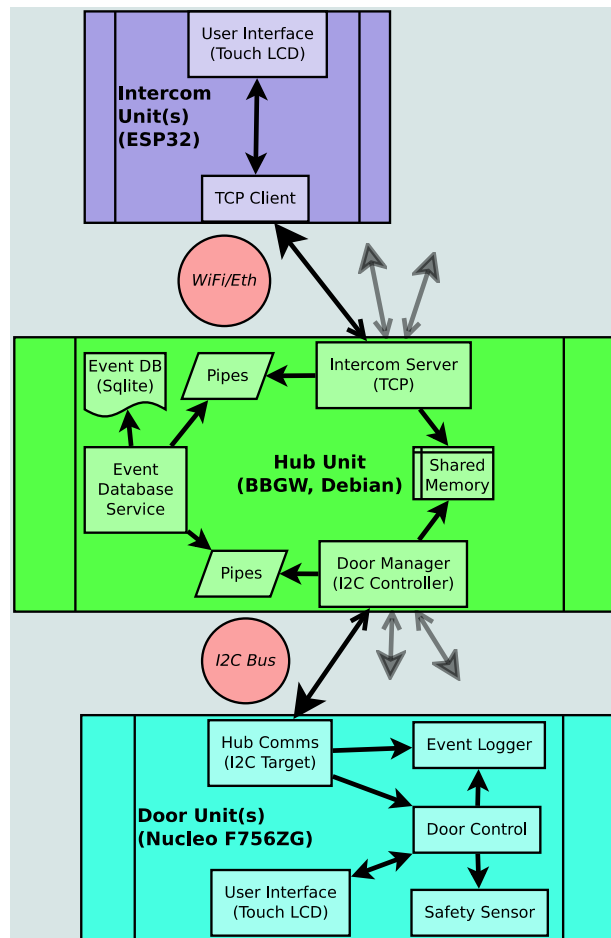 User Interface
(Touch LCD)
Intercom
Unit(s)
(ESP32)
TCP Client
WiFi/Eth
Event DB
(Sqlite)
Pipes
Intercom Server
(TCP)
Event
Database
Service
Hub Unit
(BBGW, Debian)
Shared
Memory
Pipes
Door Manager
(I2C Controller)
I2C Bus
Hub Comms
(I2C Target)
Event Logger
Door Unit(s)
(Nucleo F756ZG)
Door Control
User Interface
(Touch LCD)
Safety Sensor